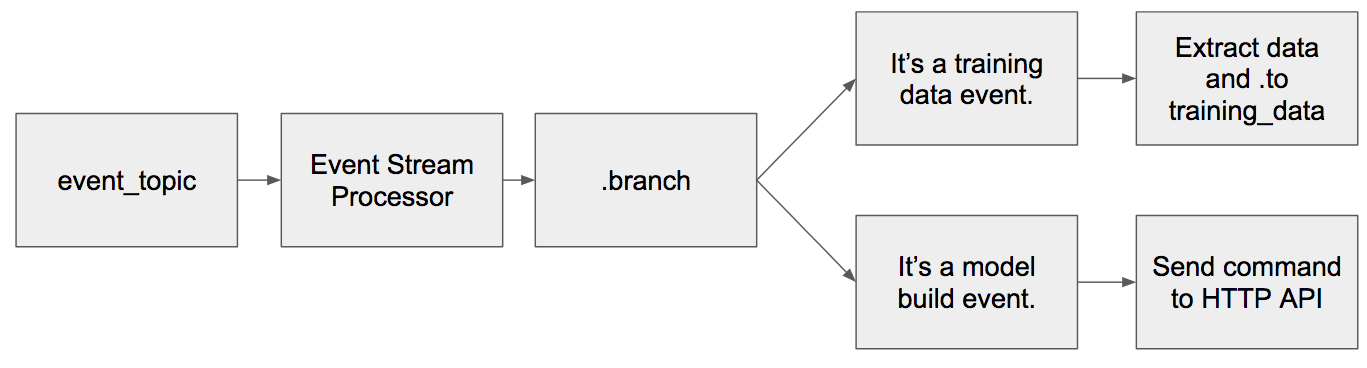 event_topic
Event Stream
Processor
.branch
It’s a training
data event.
Extract data
and .to
training_data
It’s a model
build event.
Send command
to HTTP API